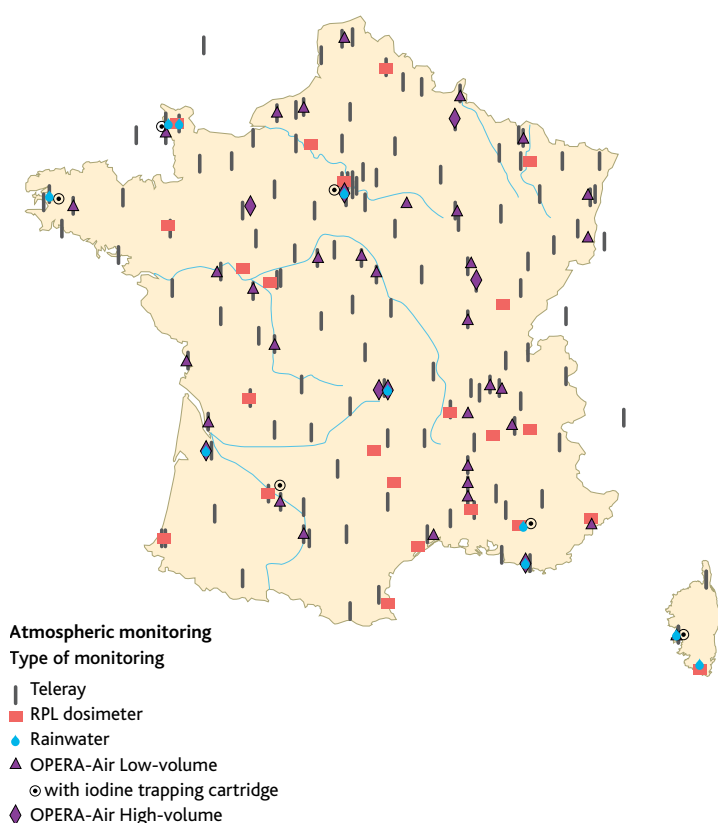 Atmospheric monitoring
Type of monitoring
Teleray
RPL dosimeter
Rainwater
OPERA-Air Low-volume
with iodine trapping cartridge
OPERA-Air High-volume